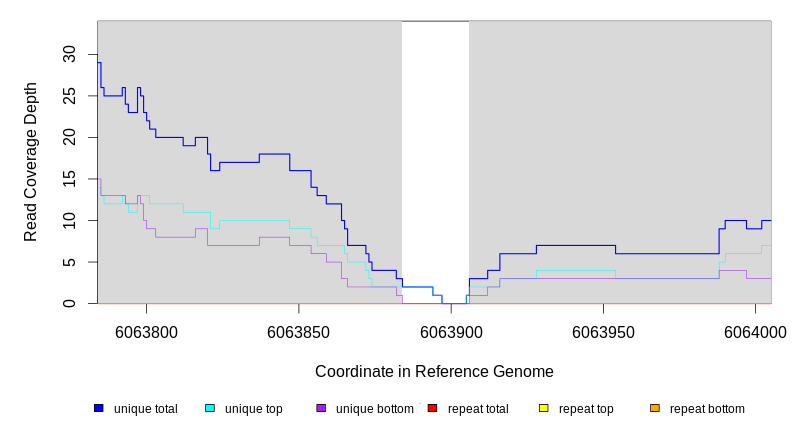 Read Coverage Depth
30
25
20
15
10
5
0
6063800 6063850 6063900 6063950 6064000
Coordinate in Reference Genome
unique total unique top unique bottom repeat total repeat top repeat bottom